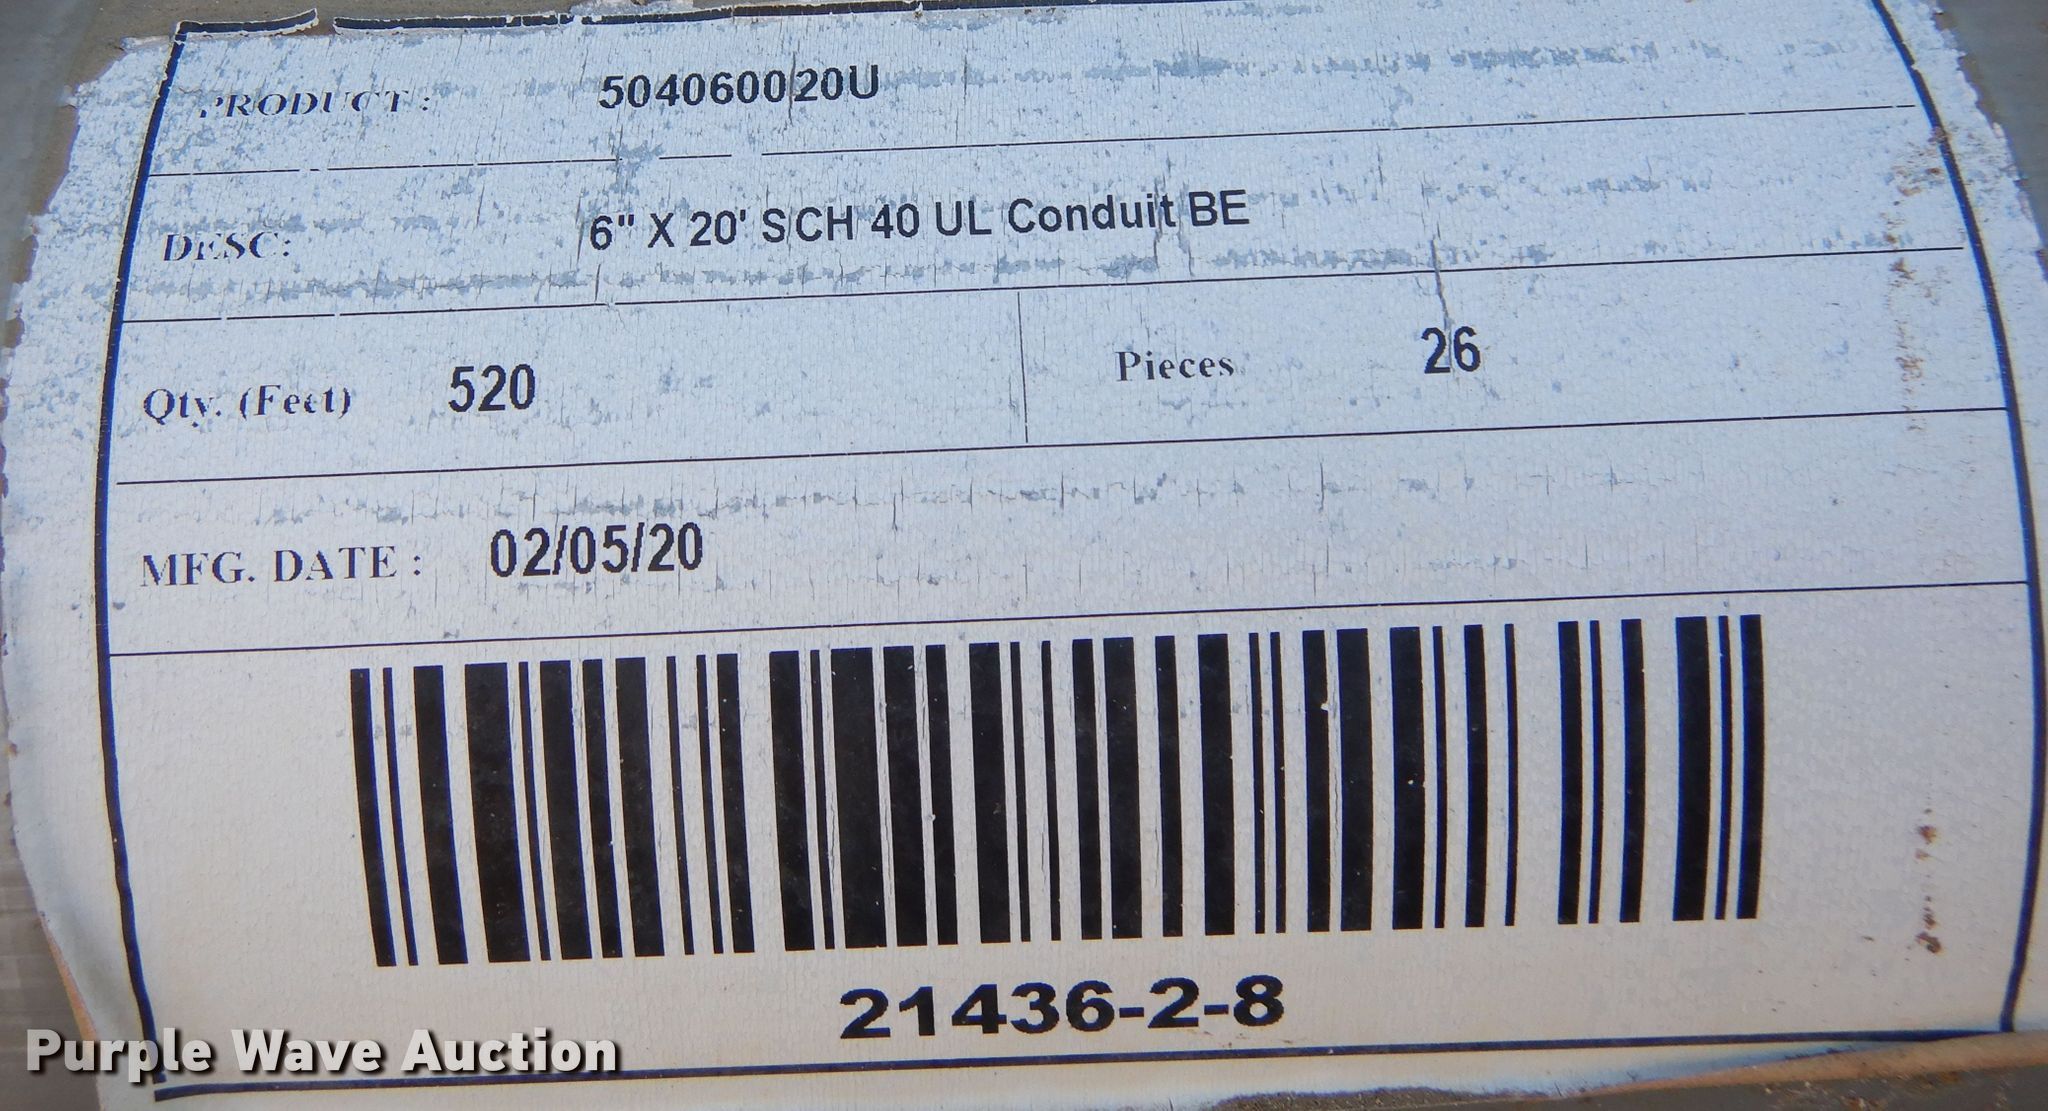 PRODUCT: 504060020U
DESC: 6" X 20' SCH 40 UL Conduit BE
Qty. (Feet) 520 Pieces 26
MFG. DATE : 02/05/20
21436-2-8
Purple Wave Auction